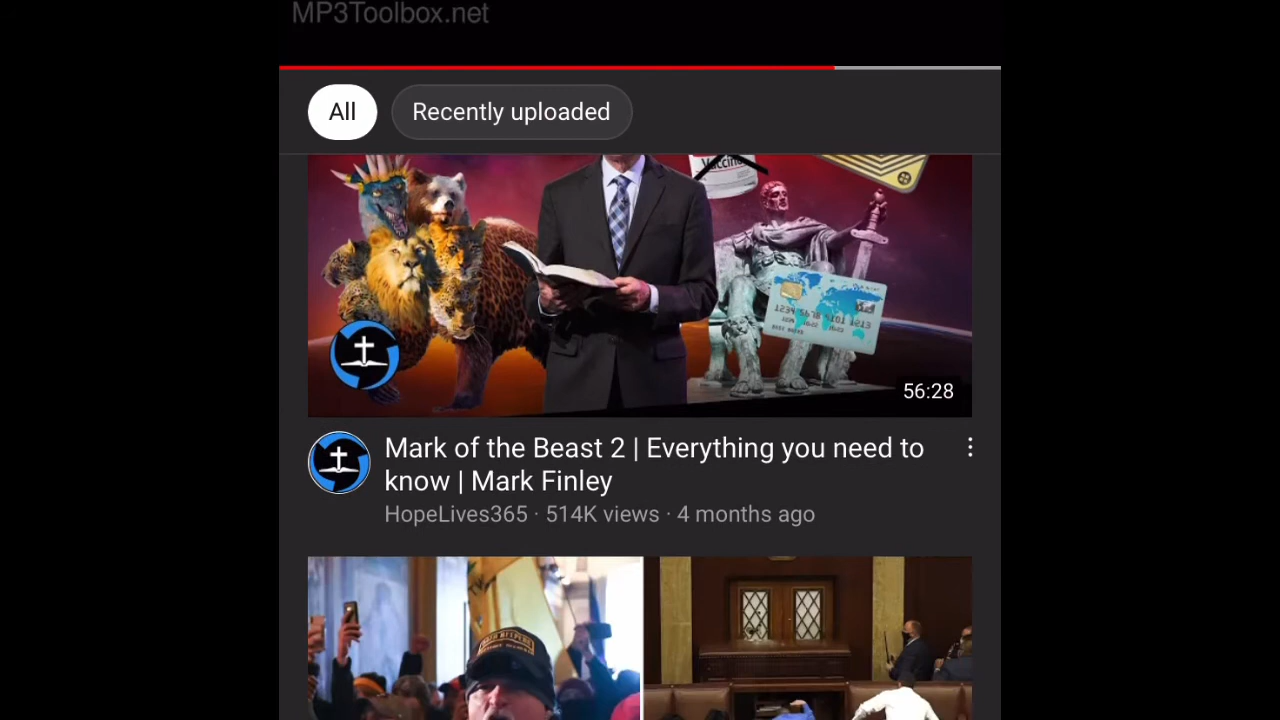 MP3Toolbox.net
All
Recently uploaded
Vaccine
56:28
Mark of the Beast 2 | Everything you need to
know | Mark Finley
HopeLives365 · 514K views · 4 months ago